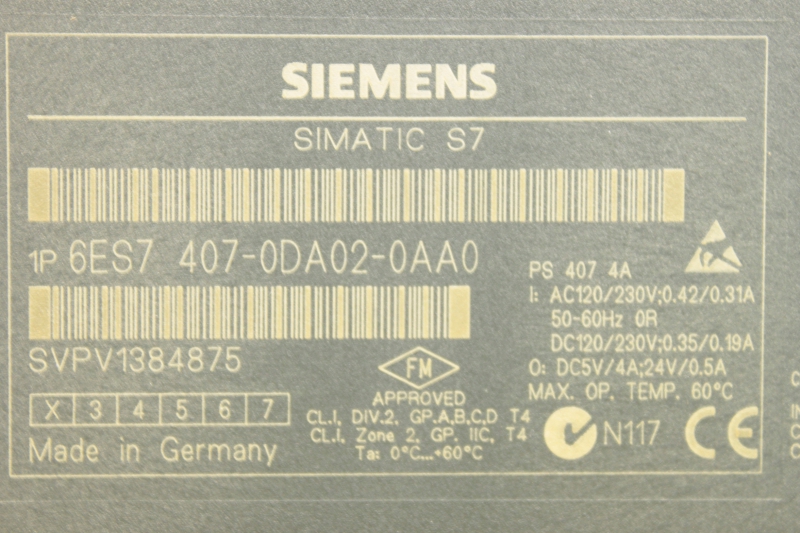 SIEMENS
SIMATIC S7
1P 6ES7 407-0DA02-0AA0
SVPV1384875
X 3 4 5 6 7
Made in Germany
FM
APPROVED
CL.I, DIV.2, GP.A,B,C,D T4
CL.I, Zone 2, GP. IIC, T4
Ta: 0°C...+60°C
PS 407 4A
I: AC120/230V;0.42/0.31A
50-60Hz OR
DC120/230V;0.35/0.19A
O: DC5V/4A;24V/0.5A
MAX. OP. TEMP. 60°C
N117
CE